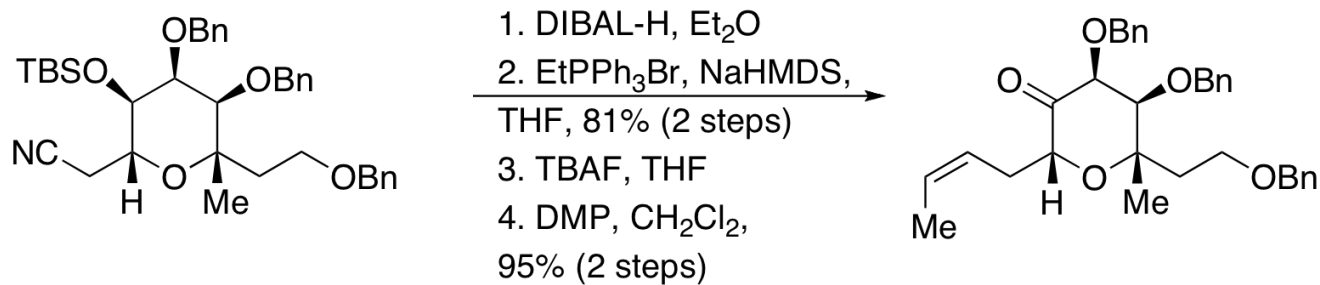 OBn
TBSO
OBn
NC
O
H
Me
OBn
1. DIBAL-H, Et₂O
2. EtPPh₃Br, NaHMDS,
THF, 81% (2 steps)
3. TBAF, THF
4. DMP, CH₂Cl₂,
95% (2 steps)
OBn
O
OBn
O
H
Me
OBn
Me